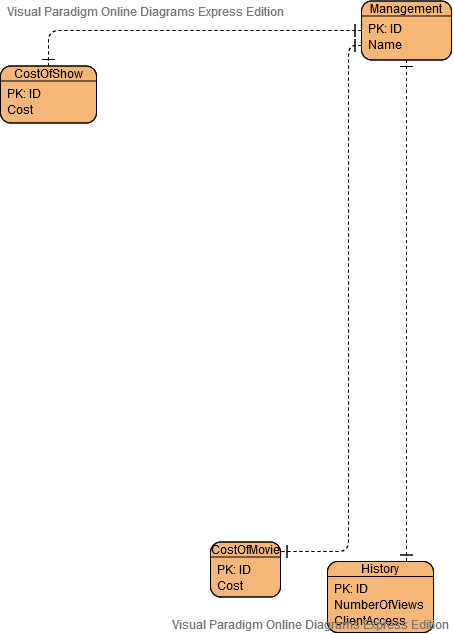 Visual Paradigm Online Diagrams Express Edition
Management
PK: ID
Name
CostOfShow
PK: ID
Cost
CostOfMovie
PK: ID
Cost
History
PK: ID
NumberOfViews
ClientAccess
Visual Paradigm Online Diagrams Express Edition